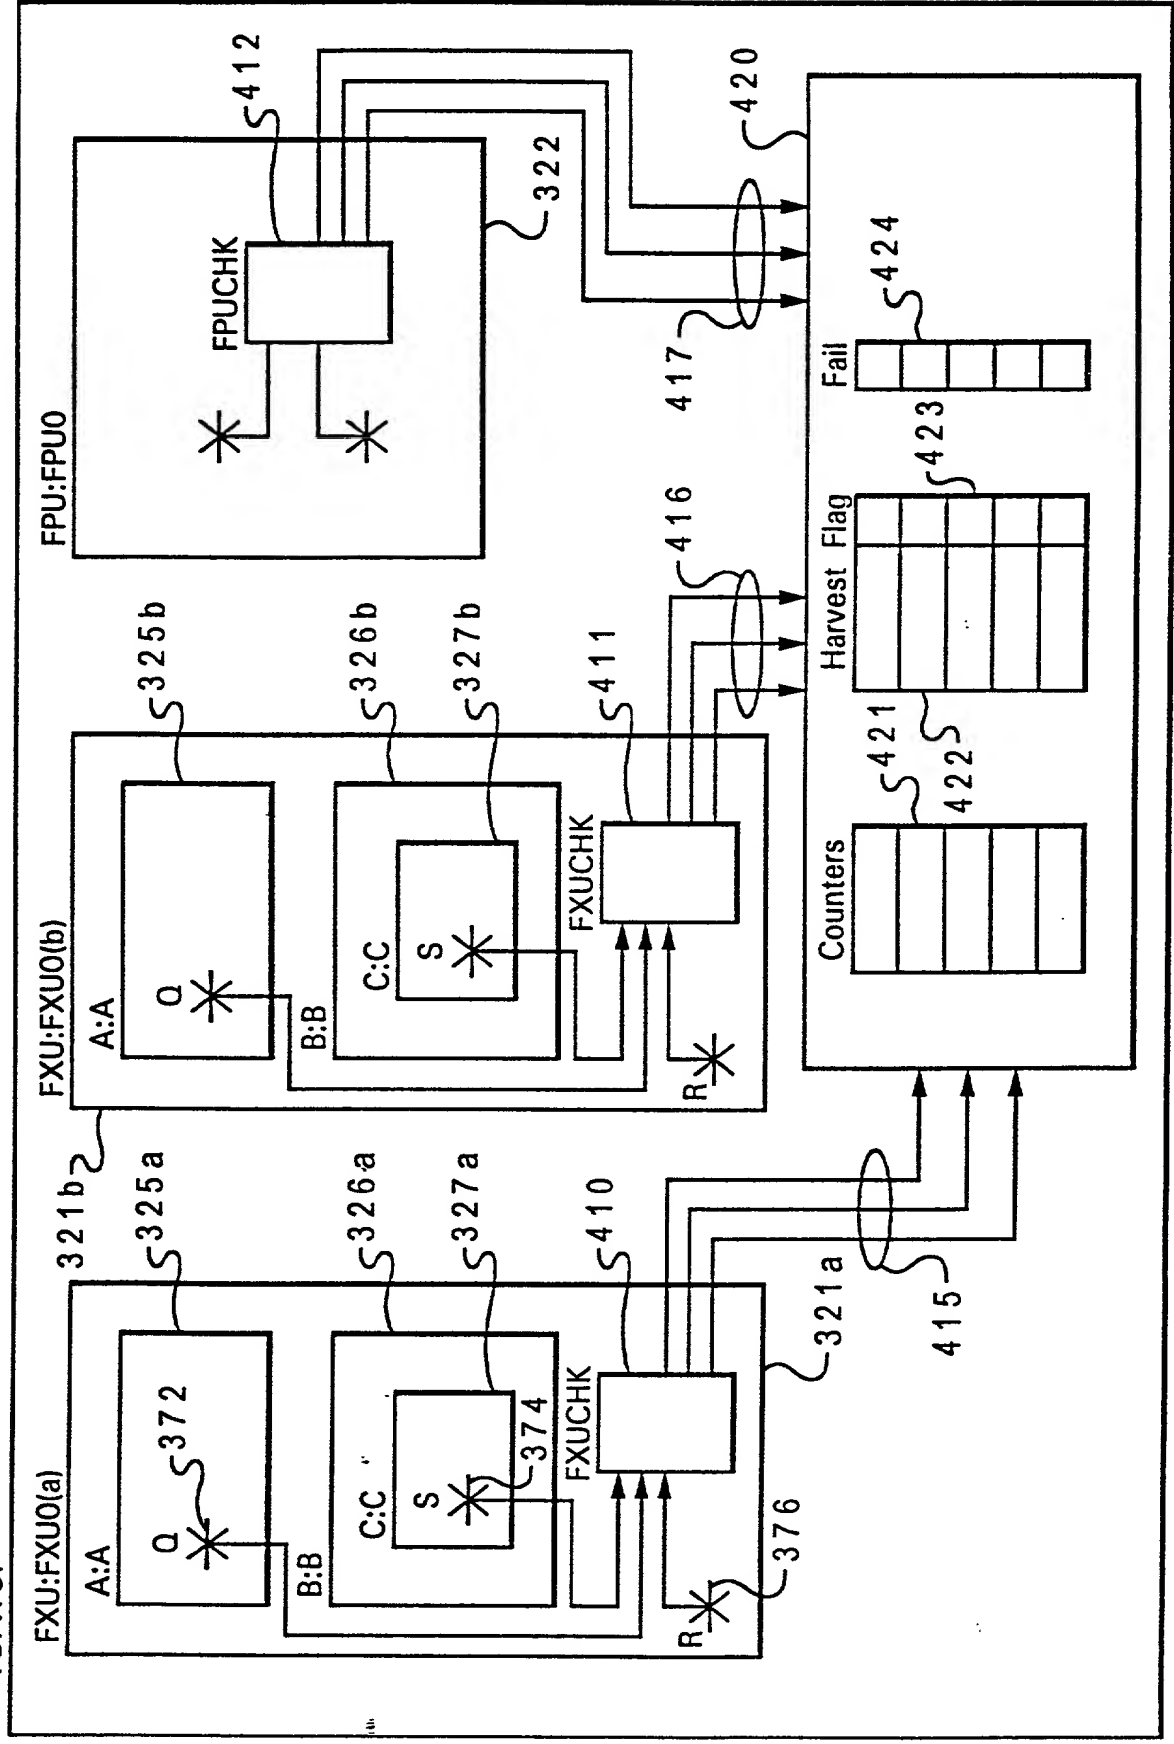 FXU:FXU0(a)
A:A
Q
372
325a
B:B
C:C
S
374
326a
327a
FXUCHK
410
R
376
321a
415
FXU:FXU0(b)
321b
A:A
Q
325b
B:B
C:C
S
326b
327b
FXUCHK
411
R
416
FPU:FPU0
FPUCHK
412
322
417
420
Counters
421
Harvest
Flag
422
423
Fail
424